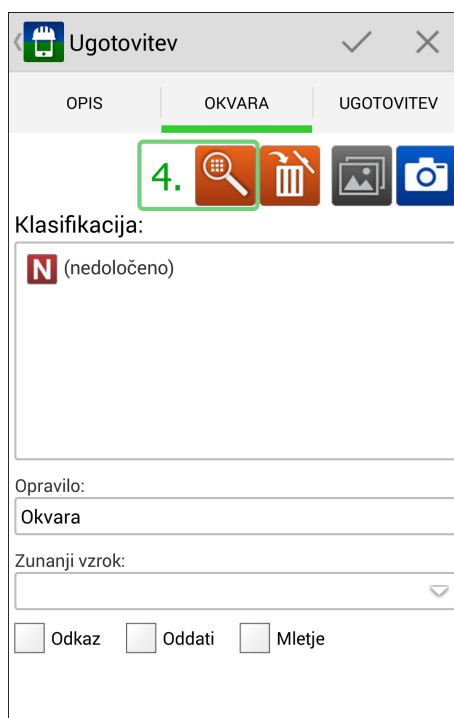 Ugotovitev
OPIS OKVARA UGOTOVITEV
4.
Klasifikacija:
N (nedoločeno)
Opravilo:
Okvara
Zunanji vzrok:
Odkaz Oddati Mletje